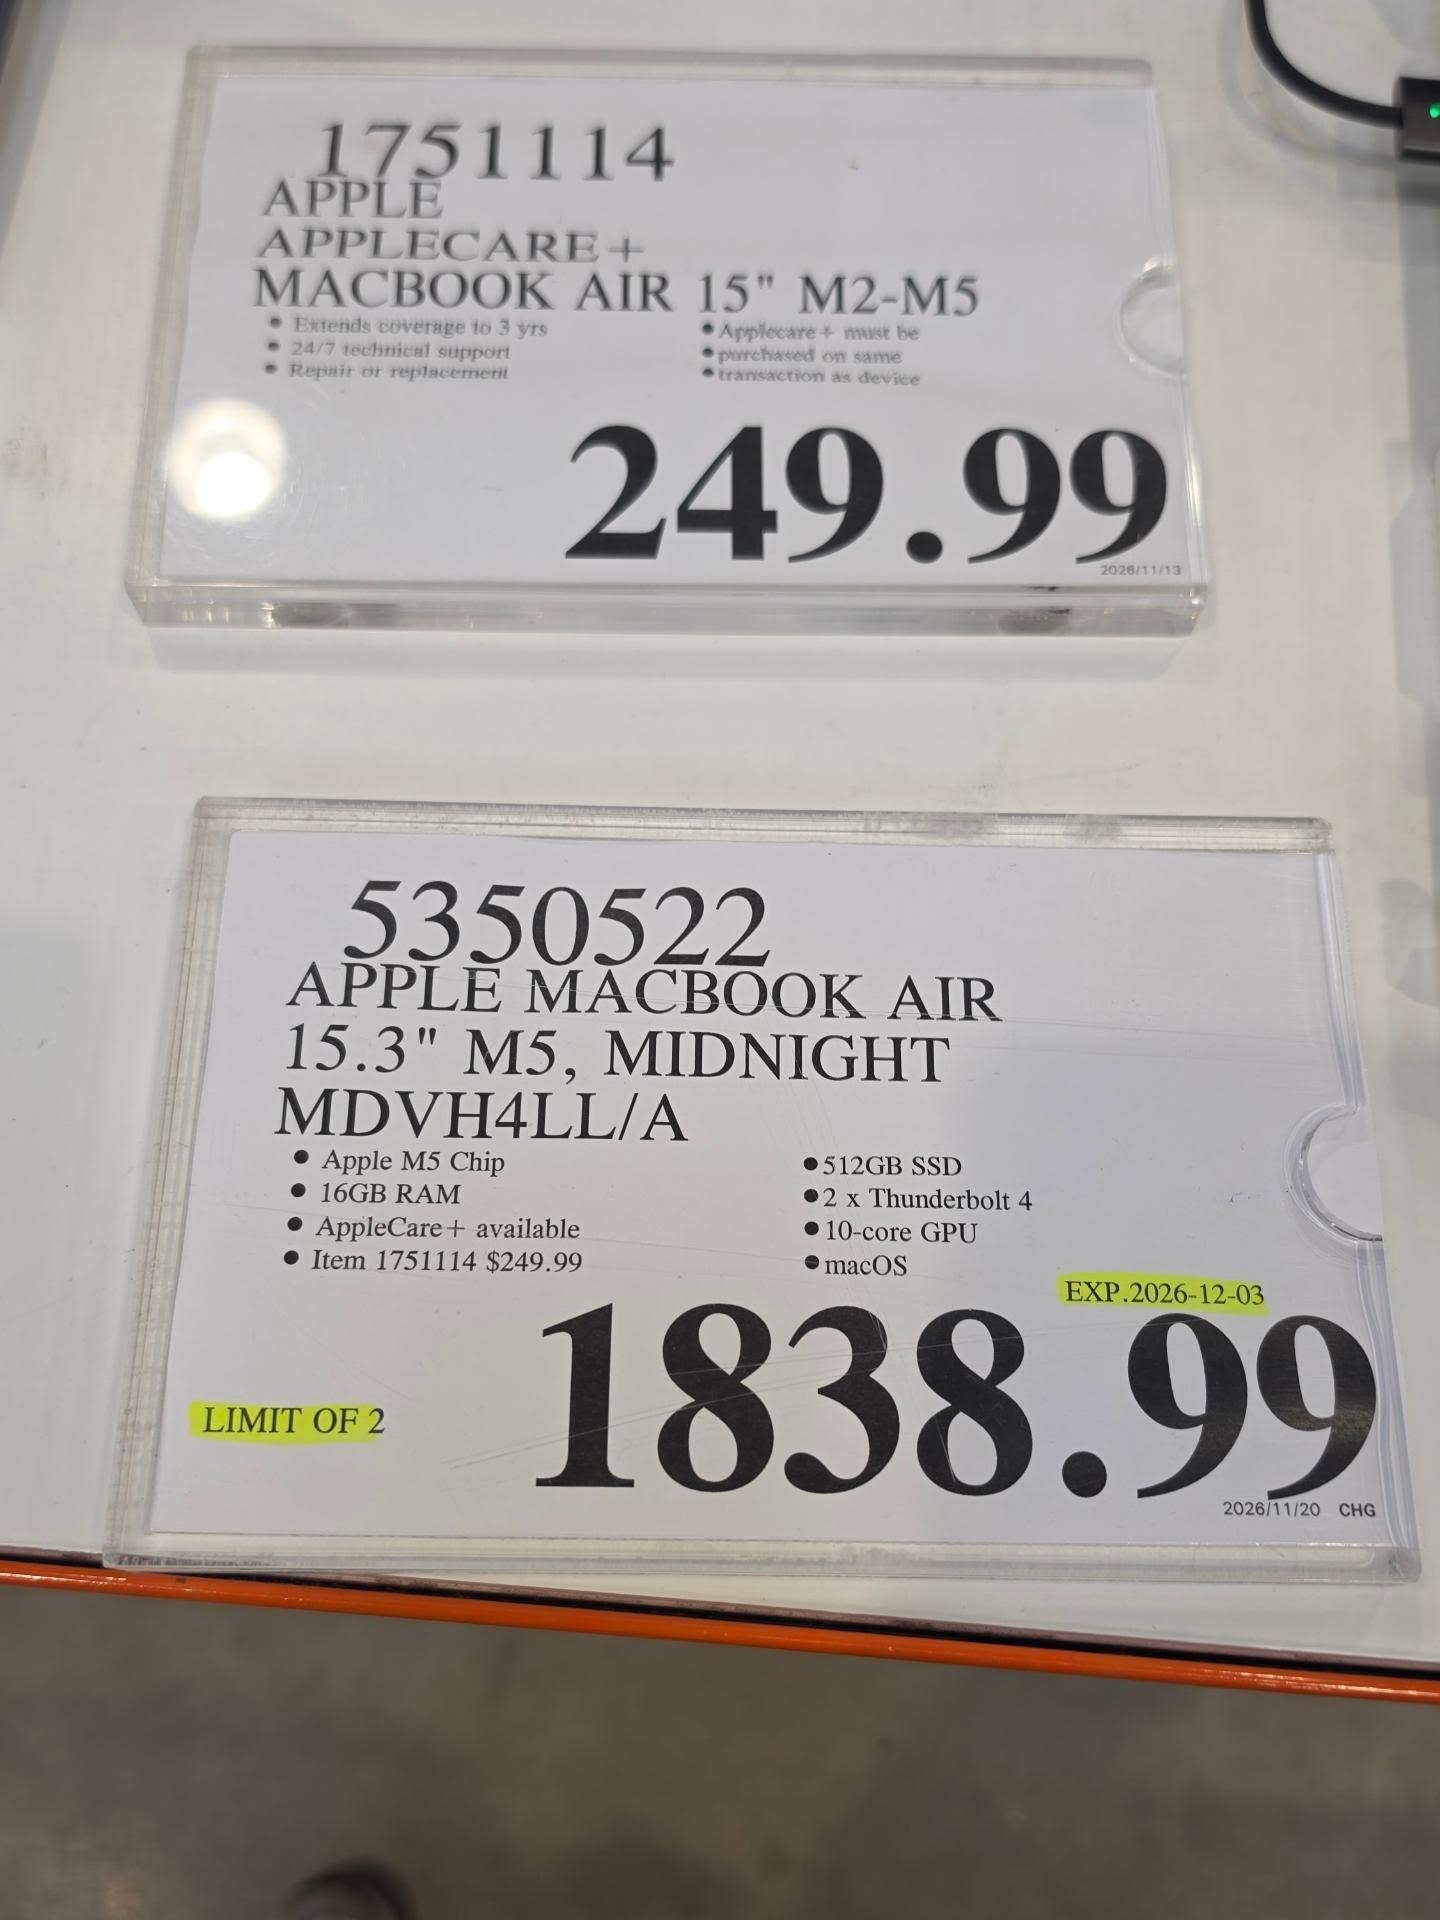 1751114
APPLE
APPLECARE+
MACBOOK AIR 15" M2-M5
• Extends coverage to 3 yrs
• 24/7 technical support
• Repair or replacement
• Applecare+ must be
• purchased on same
• transaction as device
249.99
2026/11/13
5350522
APPLE MACBOOK AIR
15.3" M5, MIDNIGHT
MDVH4LL/A
• Apple M5 Chip
• 16GB RAM
• AppleCare+ available
• Item 1751114 $249.99
• 512GB SSD
• 2 x Thunderbolt 4
• 10-core GPU
• macOS
EXP.2026-12-03
1838.99
LIMIT OF 2
2026/11/20 CHG